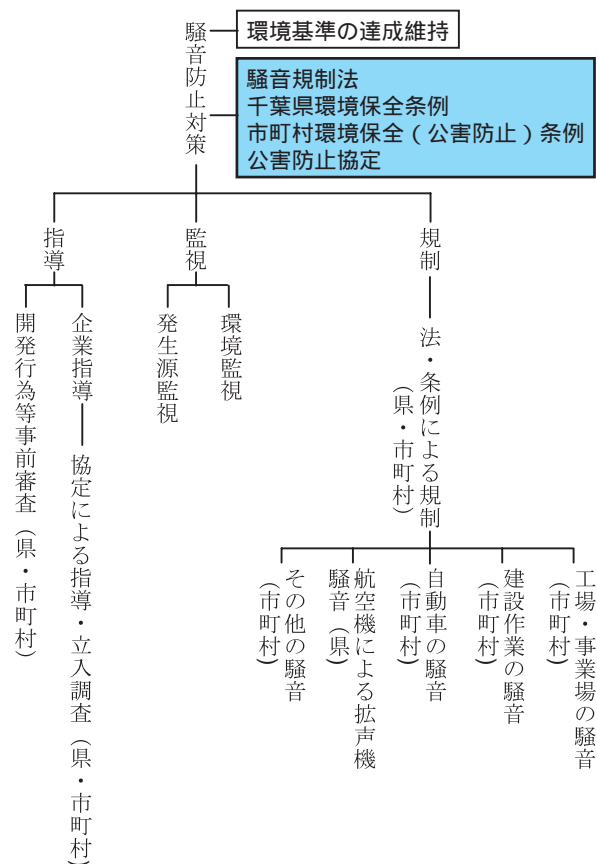 騒音防止対策
環境基準の達成維持
騒音規制法
千葉県環境保全条例
市町村環境保全（公害防止）条例
公害防止協定
規制
法・条例による規制
（県・市町村）
工場・事業場の騒音
（市町村）
建設作業の騒音
（市町村）
自動車の騒音
（市町村）
航空機による拡声機
騒音（県）
その他の騒音
（市町村）
監視
環境監視
発生源監視
指導
企業指導
協定による指導・立入調査（県・市町村）
開発行為等事前審査（県・市町村）